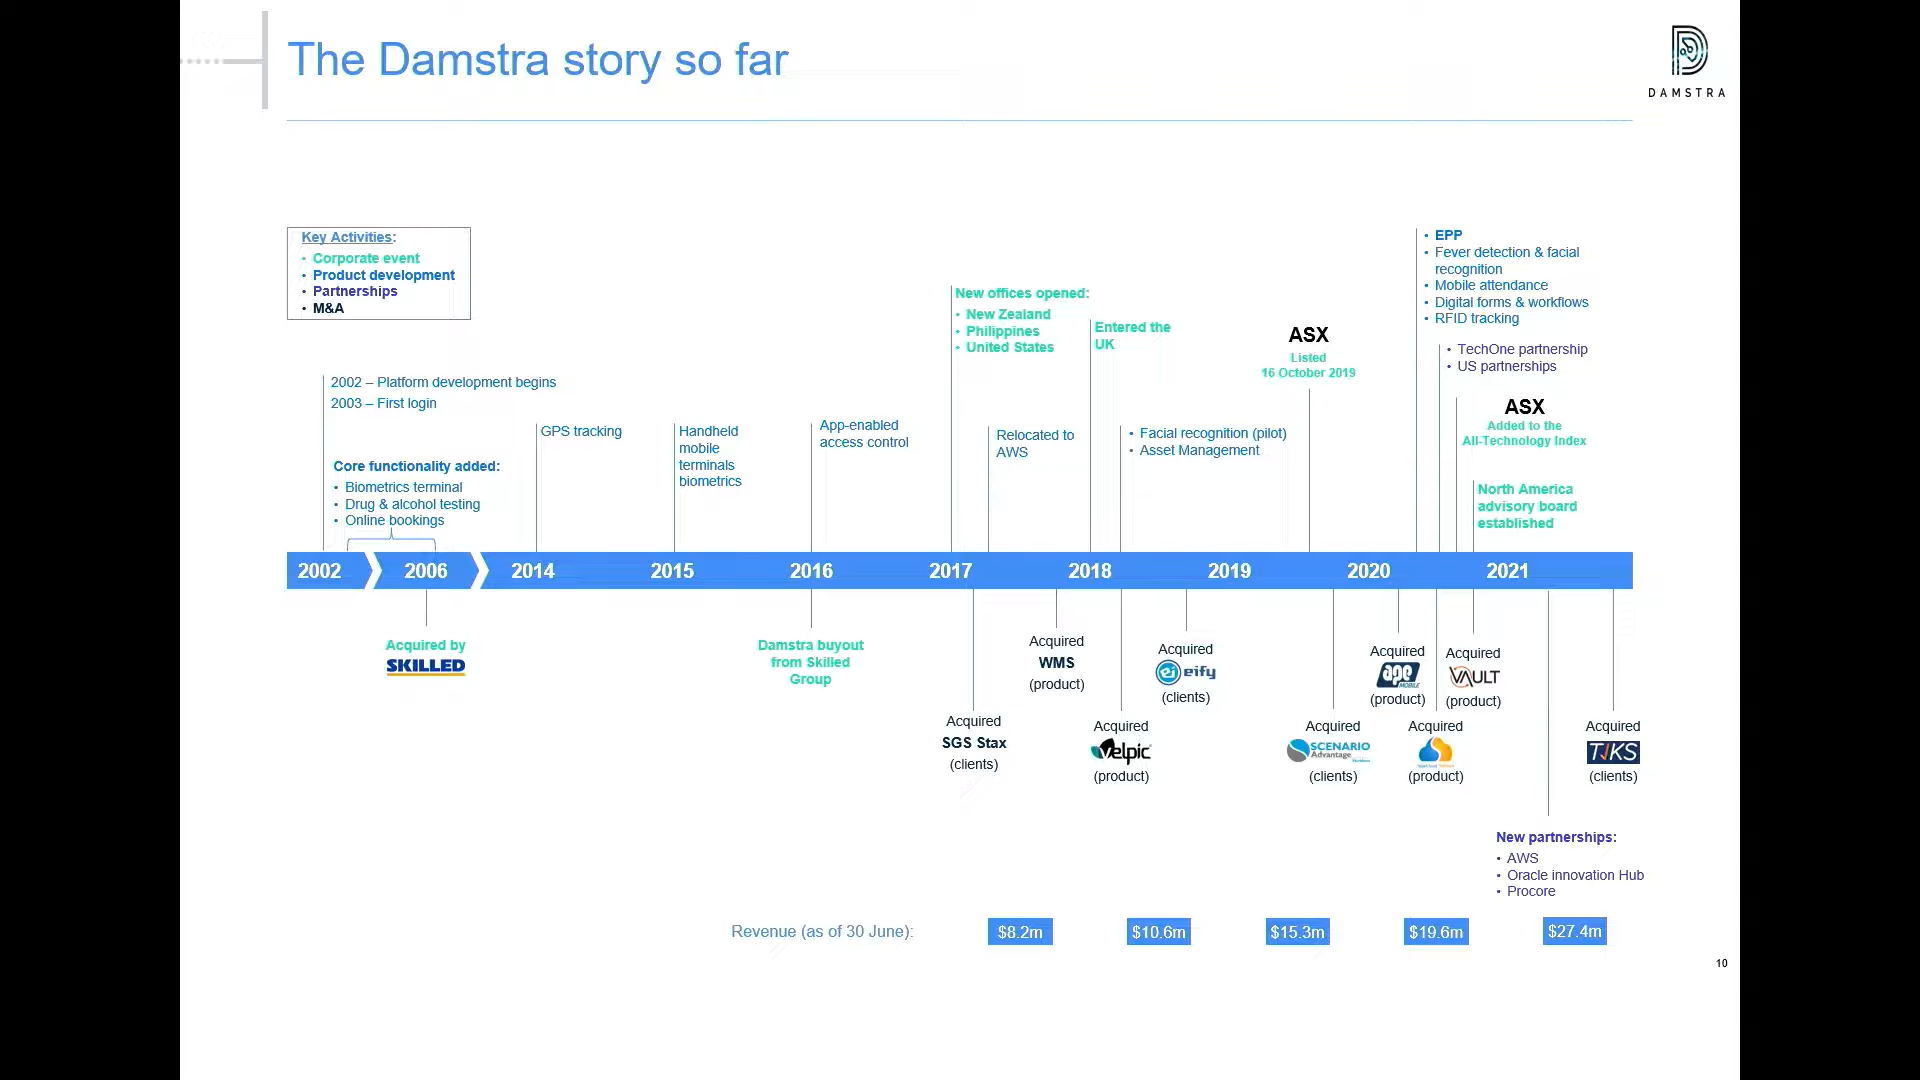 The Damstra story so far
DAMSTRA
Key Activities:
• Corporate event
• Product development
• Partnerships
• M&A
2002 – Platform development begins
2003 – First login
Core functionality added:
• Biometrics terminal
• Drug & alcohol testing
• Online bookings
GPS tracking
Handheld
mobile
terminals
biometrics
App-enabled
access control
New offices opened:
• New Zealand
• Philippines
• United States
Relocated to
AWS
Entered the
UK
• Facial recognition (pilot)
• Asset Management
ASX
Listed
16 October 2019
• EPP
• Fever detection & facial
recognition
• Mobile attendance
• Digital forms & workflows
• RFID tracking
• TechOne partnership
• US partnerships
ASX
Added to the
All-Technology Index
North America
advisory board
established
2002
2006
2014
2015
2016
2017
2018
2019
2020
2021
Acquired by
SKILLED
Damstra buyout
from Skilled
Group
Acquired
SGS Stax
(clients)
Acquired
WMS
(product)
Acquired
Velpic
(product)
Acquired
ei eify
(clients)
Acquired
SCENARIO
Advantage
(clients)
Acquired
ape
MOBILE
(product)
Acquired
(product)
Acquired
VAULT
(product)
Acquired
TIKS
(clients)
New partnerships:
• AWS
• Oracle innovation Hub
• Procore
Revenue (as of 30 June):
$8.2m
$10.6m
$15.3m
$19.6m
$27.4m
10